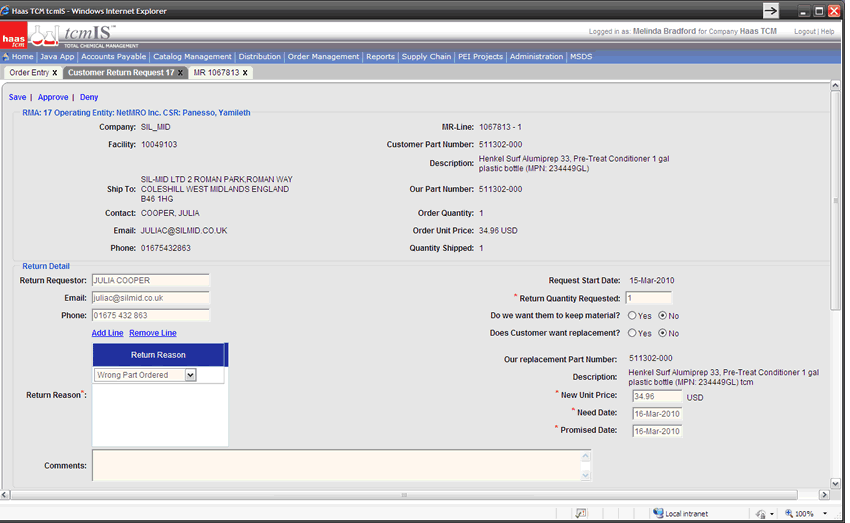 Haas TCM tcmIS - Windows Internet Explorer
haas tcm
tcmIS™
TOTAL CHEMICAL MANAGEMENT
Logged in as: Melinda Bradford for Company Haas TCM
Logout | Help
Home | Java App | Accounts Payable | Catalog Management | Distribution | Order Management | Reports | Supply Chain | PEI Projects | Administration | MSDS
Order Entry x Customer Return Request 17 x MR 1067813 x
Save | Approve | Deny
RMA: 17 Operating Entity: NetMRO Inc. CSR: Panesso, Yamileth
Company: SIL_MID
MR-Line: 1067813 - 1
Facility: 10049103
Customer Part Number: 511302-000
Description: Henkel Surf Alumiprep 33, Pre-Treat Conditioner 1 gal
plastic bottle (MPN: 234449GL)
SIL-MID LTD 2 ROMAN PARK,ROMAN WAY
Ship To: COLESHILL WEST MIDLANDS ENGLAND
B46 1HG
Our Part Number: 511302-000
Contact: COOPER, JULIA
Order Quantity: 1
Email: JULIAC@SILMID.CO.UK
Order Unit Price: 34.96 USD
Phone: 01675432863
Quantity Shipped: 1
Return Detail
Return Requestor: JULIA COOPER
Request Start Date: 15-Mar-2010
Email: juliac@silmid.co.uk
* Return Quantity Requested: 1
Phone: 01675 432 863
Do we want them to keep material? Yes No
Add Line Remove Line
Does Customer want replacement? Yes No
Return Reason
Our replacement Part Number: 511302-000
Wrong Part Ordered
Description: Henkel Surf Alumiprep 33, Pre-Treat Conditioner 1 gal
plastic bottle (MPN: 234449GL) tcm
Return Reason*:
* New Unit Price: 34.96 USD
* Need Date: 16-Mar-2010
* Promised Date: 16-Mar-2010
Comments:
Local intranet
100%